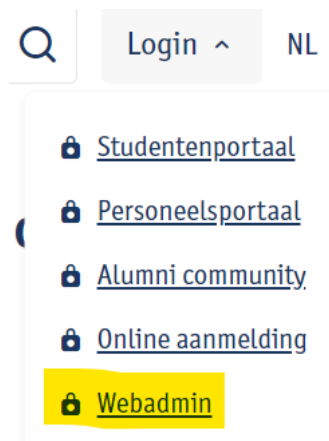 Login NL
Studentenportaal
Personeelsportaal
Alumni community
Online aanmelding
Webadmin